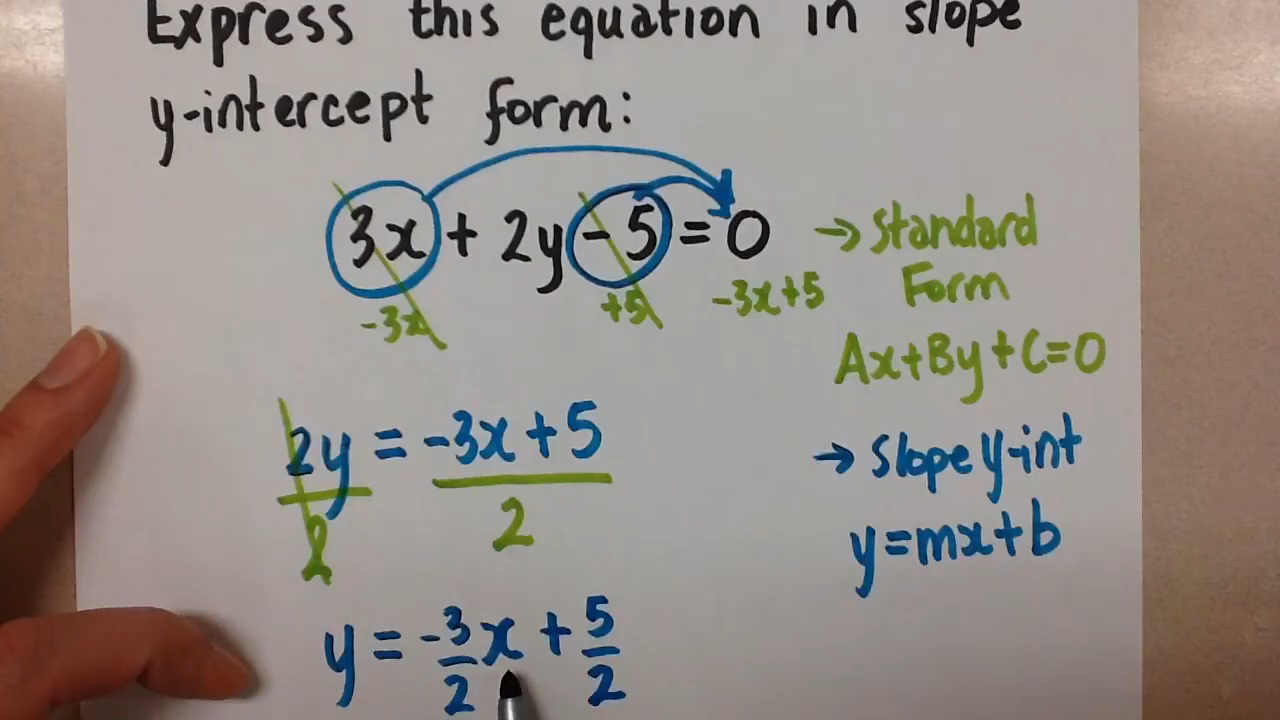 Express this equation in slope
y-intercept form:
3x + 2y - 5 = 0 → Standard
-3x +5 -3x+5 Form
Ax+By+C=0
2y = -3x + 5 → Slope y-int
2 2
y=mx+b
y = -3/2 x + 5/2